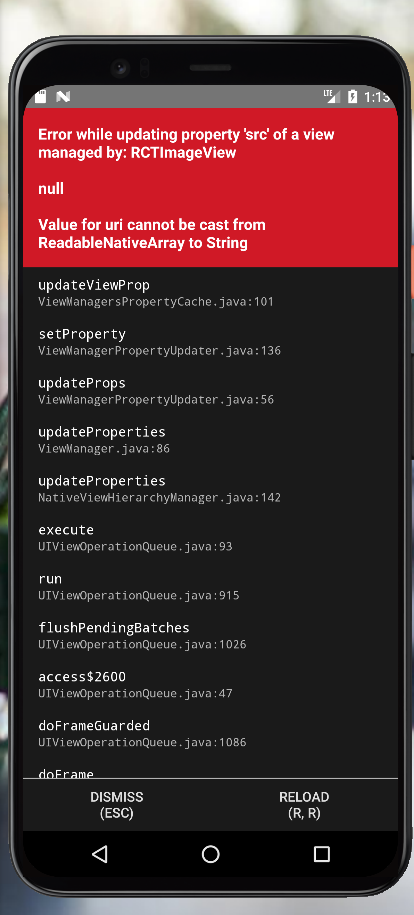 LTE 1:13
Error while updating property 'src' of a view
managed by: RCTImageView
null
Value for uri cannot be cast from
ReadableNativeArray to String
updateViewProp
ViewManagersPropertyCache.java:101
setProperty
ViewManagerPropertyUpdater.java:136
updateProps
ViewManagerPropertyUpdater.java:56
updateProperties
ViewManager.java:86
updateProperties
NativeViewHierarchyManager.java:142
execute
UIViewOperationQueue.java:93
run
UIViewOperationQueue.java:915
flushPendingBatches
UIViewOperationQueue.java:1026
access$2600
UIViewOperationQueue.java:47
doFrameGuarded
UIViewOperationQueue.java:1086
doFrame
DISMISS
(ESC)
RELOAD
(R, R)